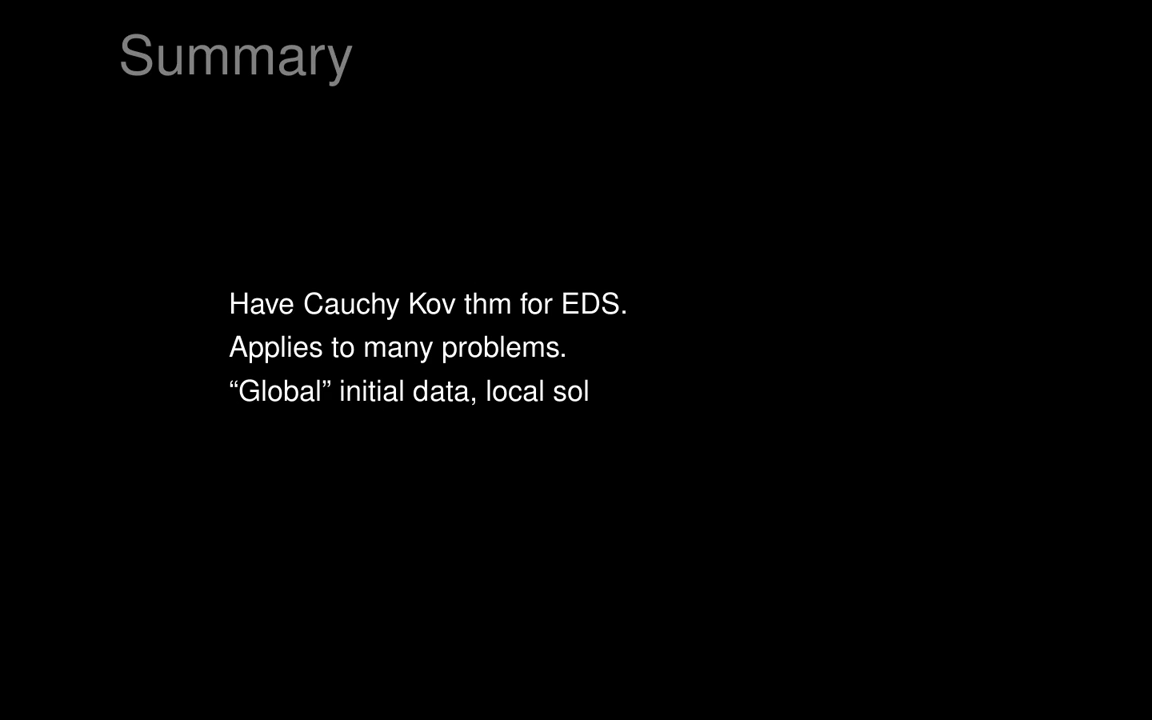 Summary
Have Cauchy Kov thm for EDS.
Applies to many problems.
“Global” initial data, local sol